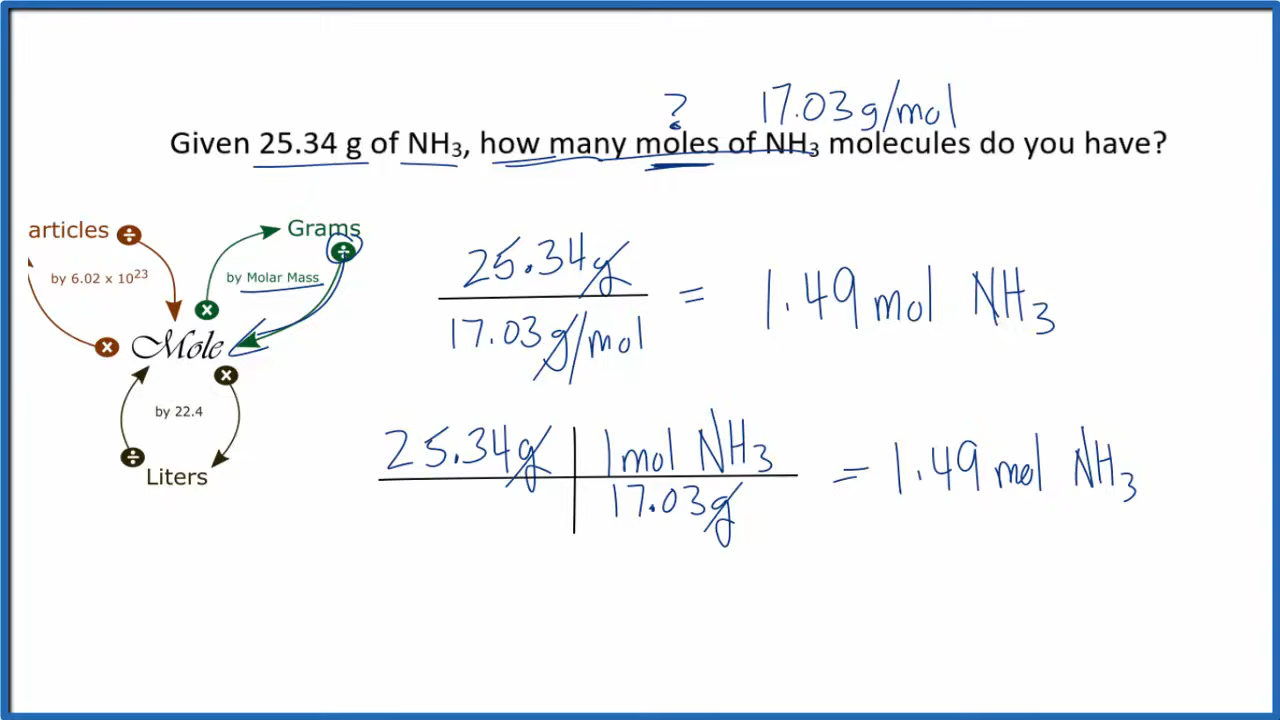 ? 17.03 g/mol
Given 25.34 g of NH₃, how many moles of NH₃ molecules do you have?
articles ÷
Grams
÷
by 6.02 x 10²³
by Molar Mass
x
x Mole
x
by 22.4
÷
Liters
25.34g
17.03g/mol
= 1.49 mol NH₃
25.34g | 1mol NH₃
17.03g
= 1.49 mol NH₃